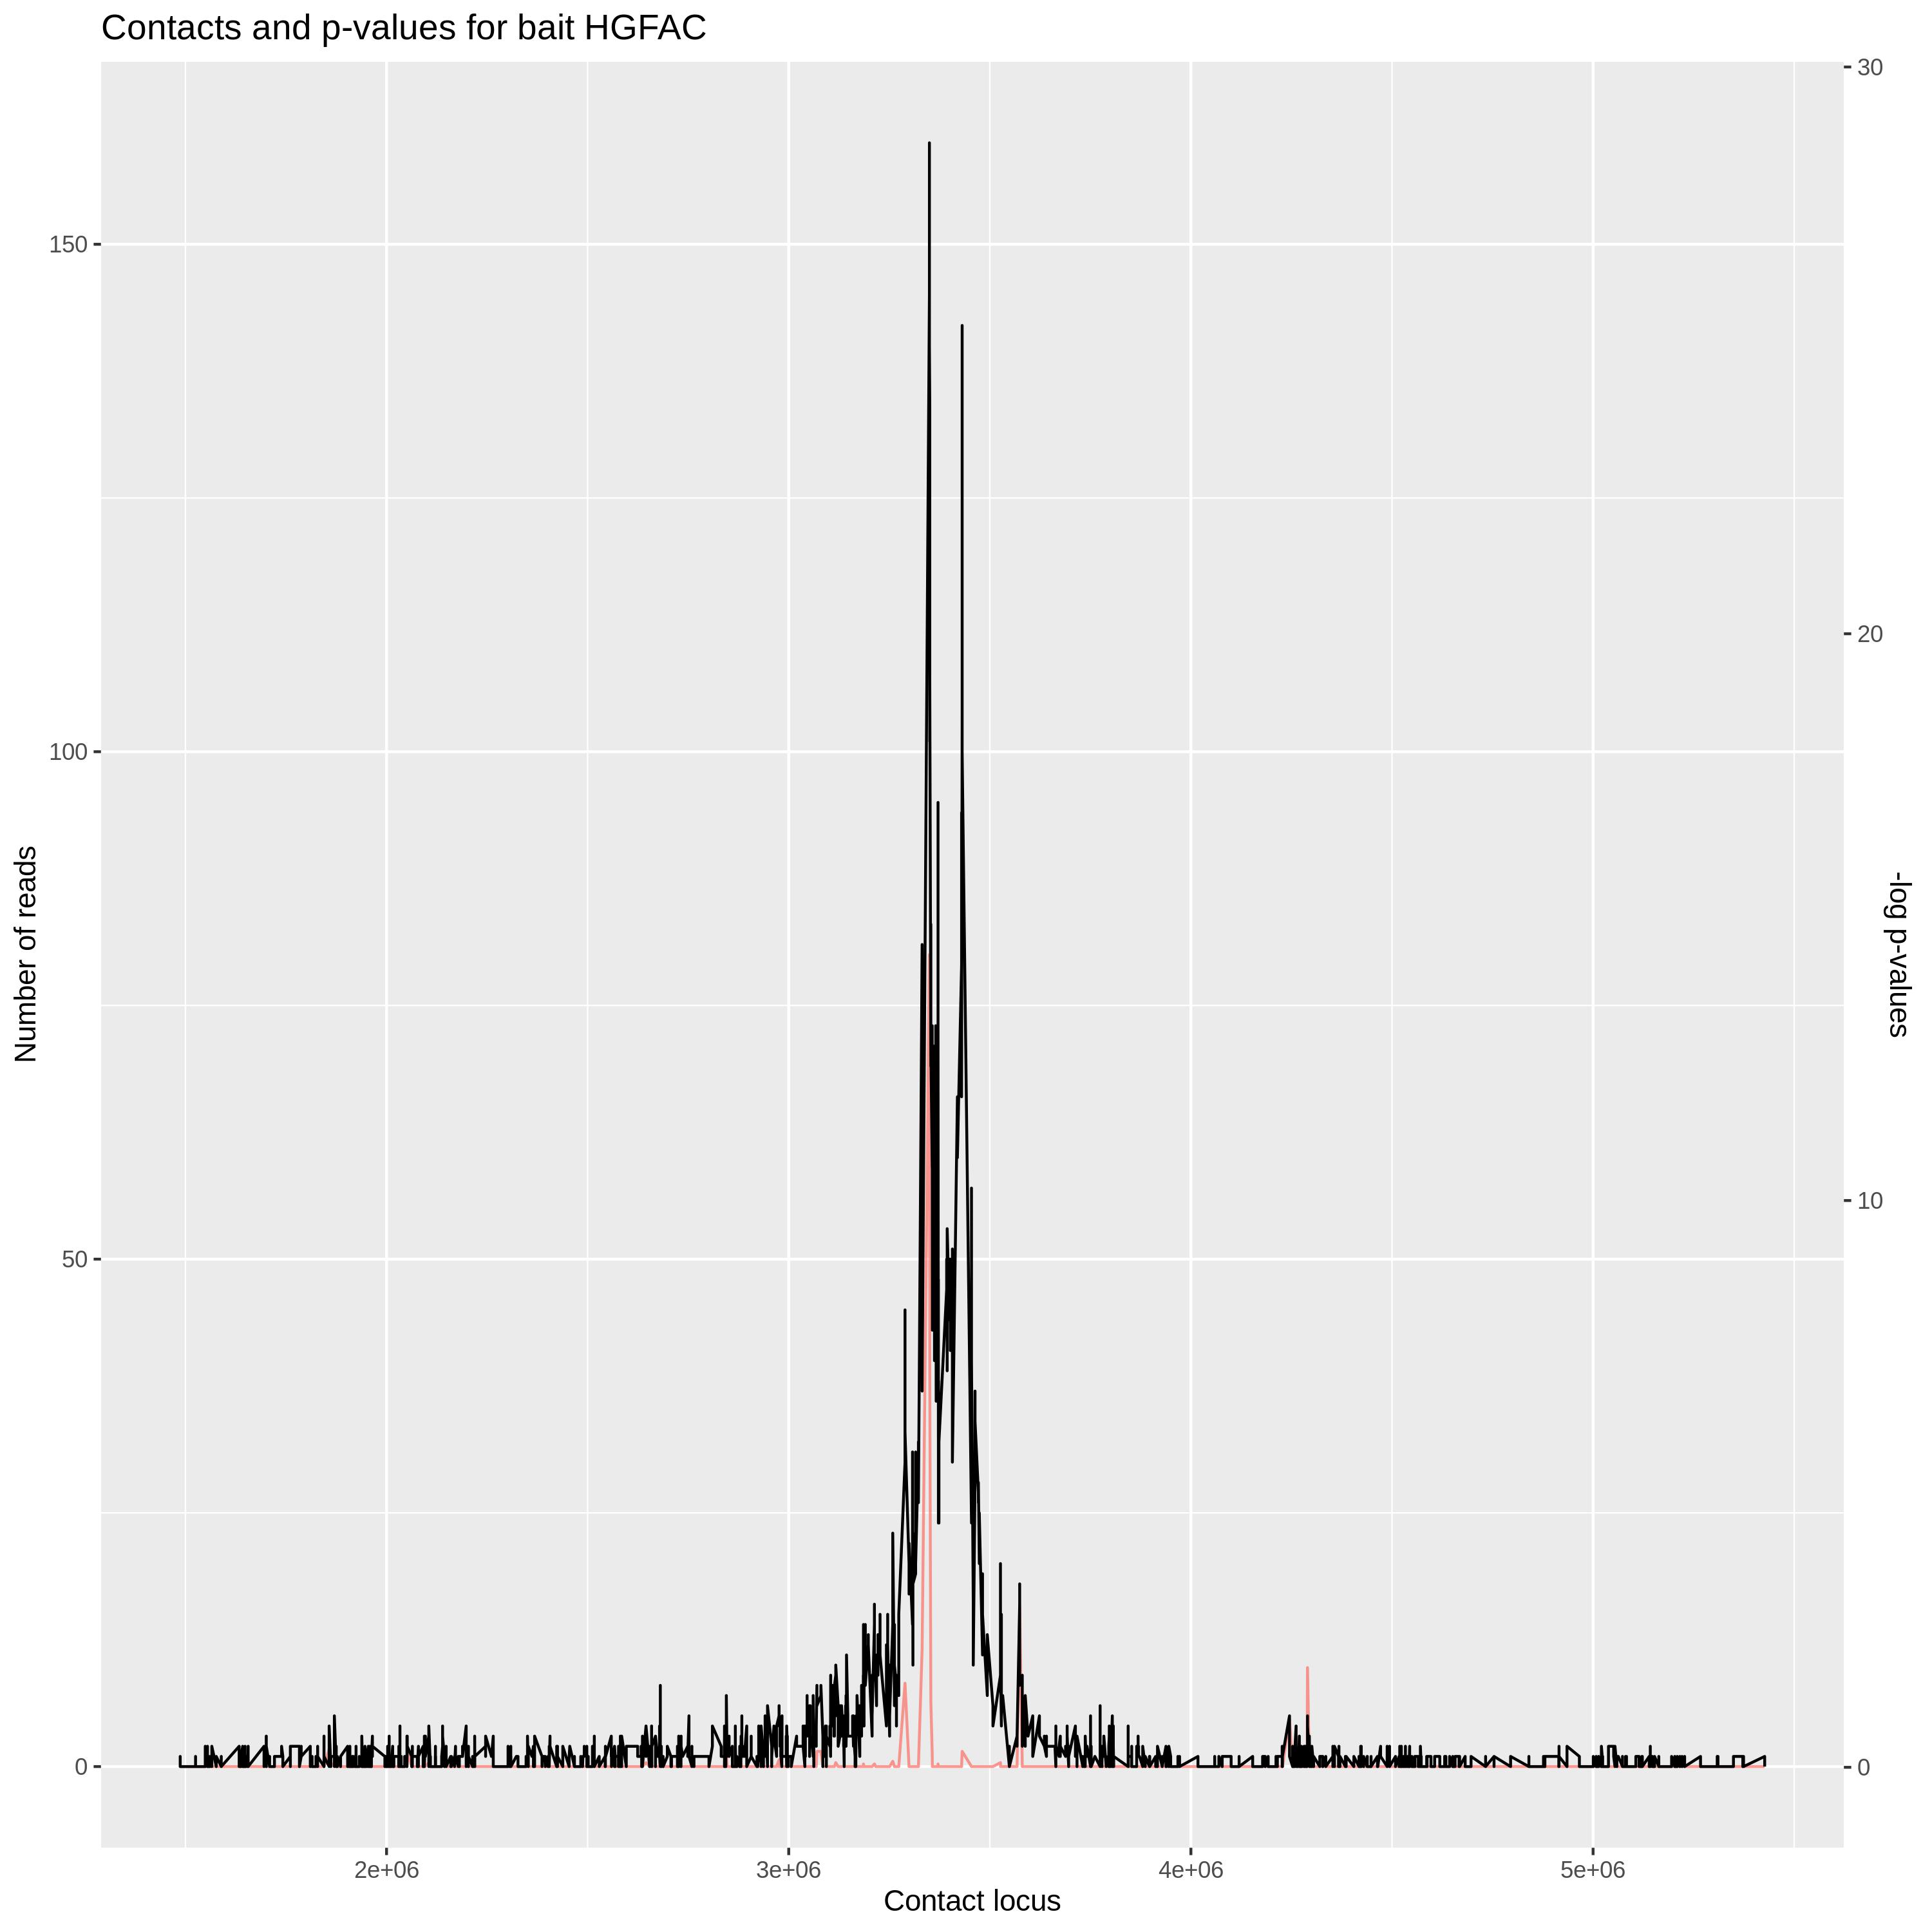 Contacts and p-values for bait HGFAC
150
100
50
0
Number of reads
30
20
10
0
-log p-values
2e+06
3e+06
4e+06
5e+06
Contact locus